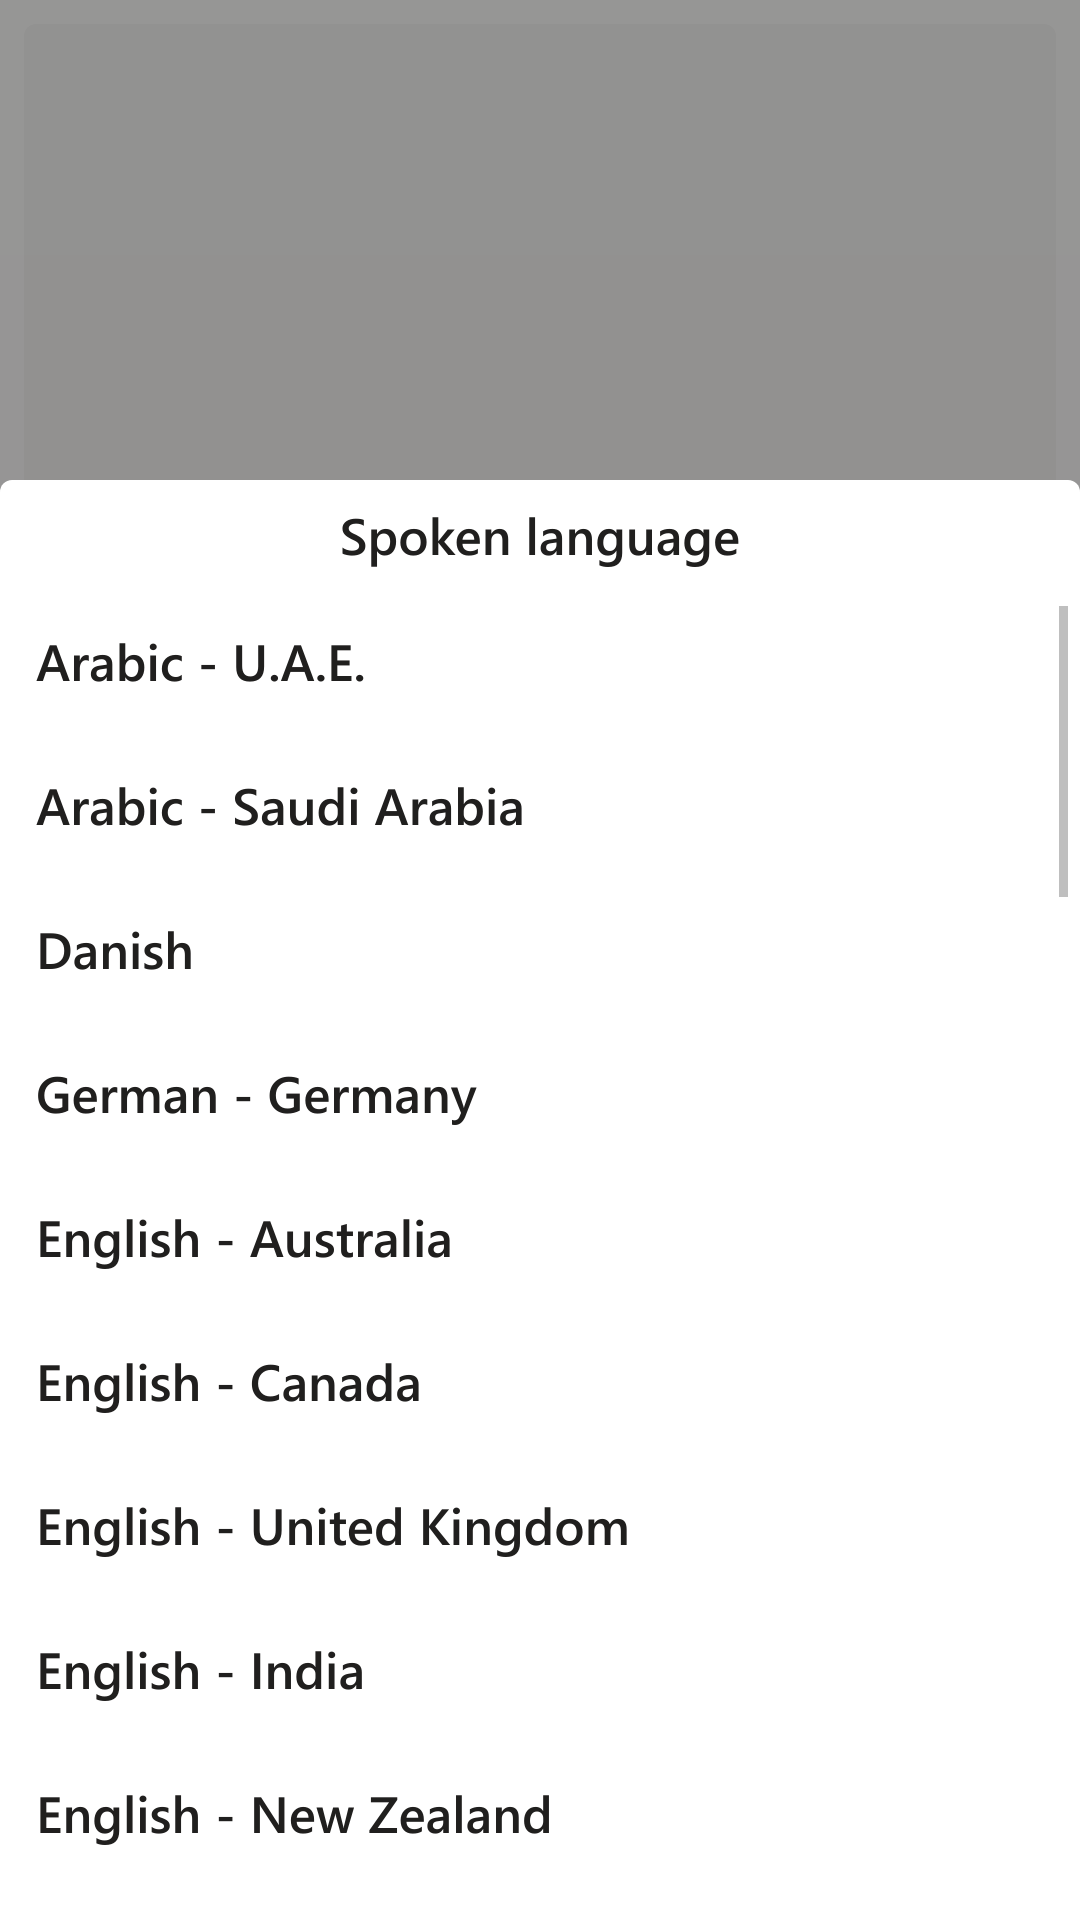 Spoken language
Arabic - U.A.E.
Arabic - Saudi Arabia
Danish
German - Germany
English - Australia
English - Canada
English - United Kingdom
English - India
English - New Zealand